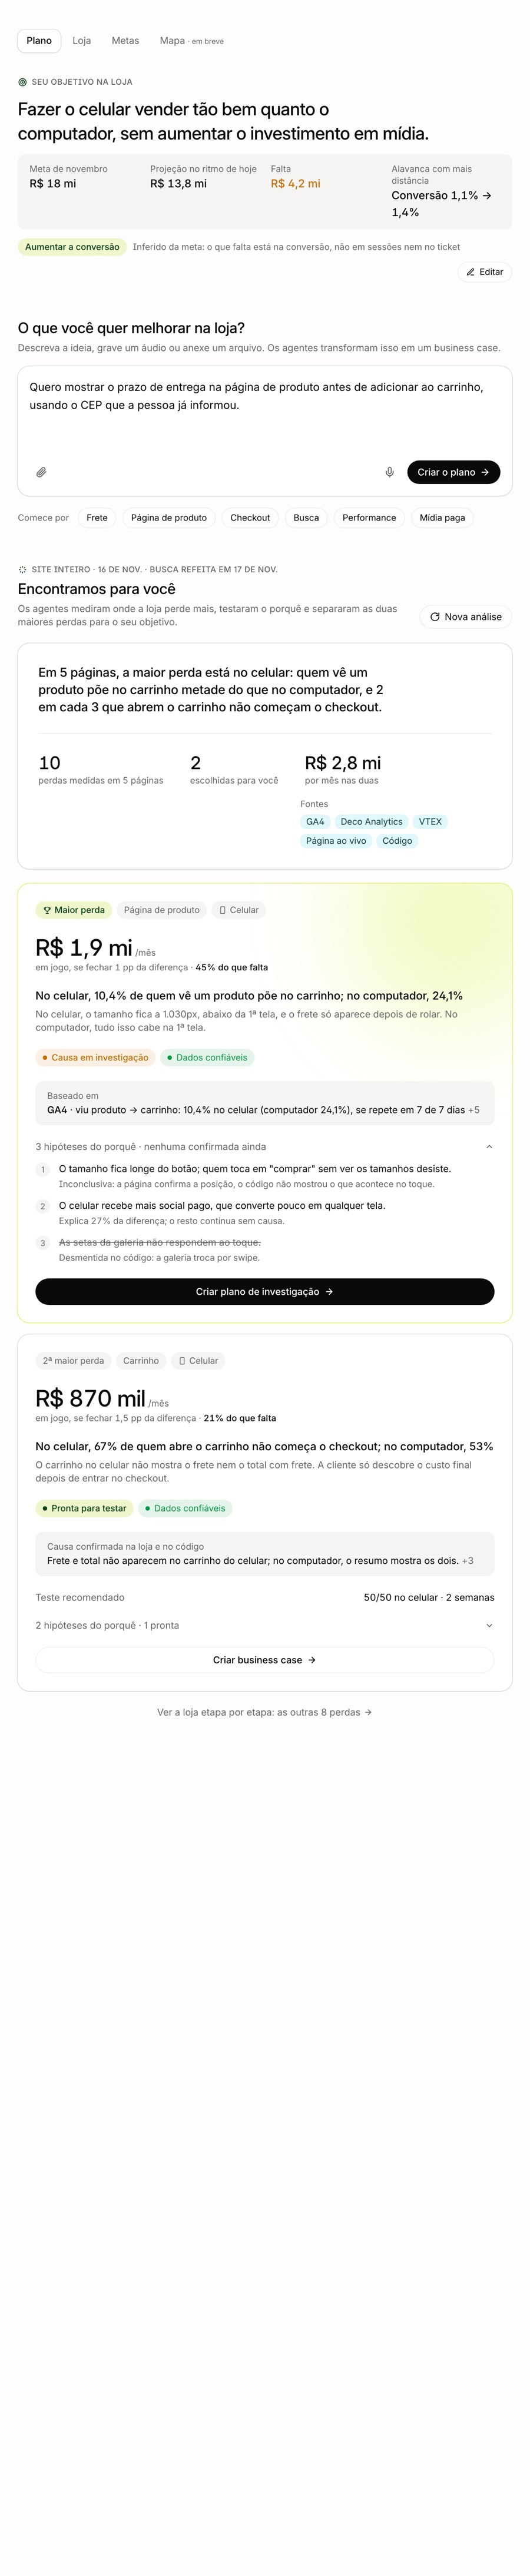 Plano Loja Metas Mapa · em breve
SEU OBJETIVO NA LOJA
Fazer o celular vender tão bem quanto o
computador, sem aumentar o investimento em mídia.
Meta de novembro
R$ 18 mi
Projeção no ritmo de hoje
R$ 13,8 mi
Falta
R$ 4,2 mi
Alavanca com mais
distância
Conversão 1,1% →
1,4%
Aumentar a conversão Inferido da meta: o que falta está na conversão, não em sessões nem no ticket
Editar
O que você quer melhorar na loja?
Descreva a ideia, grave um áudio ou anexe um arquivo. Os agentes transformam isso em um business case.
Quero mostrar o prazo de entrega na página de produto antes de adicionar ao carrinho,
usando o CEP que a pessoa já informou.
Criar o plano →
Comece por Frete Página de produto Checkout Busca Performance Mídia paga
SITE INTEIRO · 16 DE NOV. · BUSCA REFEITA EM 17 DE NOV.
Encontramos para você
Os agentes mediram onde a loja perde mais, testaram o porquê e separaram as duas
maiores perdas para o seu objetivo.
Nova análise
Em 5 páginas, a maior perda está no celular: quem vê um
produto põe no carrinho metade do que no computador, e 2
em cada 3 que abrem o carrinho não começam o checkout.
10
perdas medidas em 5 páginas
2
escolhidas para você
R$ 2,8 mi
por mês nas duas
Fontes
GA4 Deco Analytics VTEX
Página ao vivo Código
Maior perda Página de produto Celular
R$ 1,9 mi /mês
em jogo, se fechar 1 pp da diferença · 45% do que falta
No celular, 10,4% de quem vê um produto põe no carrinho; no computador, 24,1%
No celular, o tamanho fica a 1.030px, abaixo da 1ª tela, e o frete só aparece depois de rolar. No
computador, tudo isso cabe na 1ª tela.
Causa em investigação Dados confiáveis
Baseado em
GA4 · viu produto → carrinho: 10,4% no celular (computador 24,1%), se repete em 7 de 7 dias +5
3 hipóteses do porquê · nenhuma confirmada ainda
1 O tamanho fica longe do botão; quem toca em "comprar" sem ver os tamanhos desiste.
Inconclusiva: a página confirma a posição, o código não mostrou o que acontece no toque.
2 O celular recebe mais social pago, que converte pouco em qualquer tela.
Explica 27% da diferença; o resto continua sem causa.
3 As setas da galeria não respondem ao toque.
Desmentida no código: a galeria troca por swipe.
Criar plano de investigação →
2ª maior perda Carrinho Celular
R$ 870 mil /mês
em jogo, se fechar 1,5 pp da diferença · 21% do que falta
No celular, 67% de quem abre o carrinho não começa o checkout; no computador, 53%
O carrinho no celular não mostra o frete nem o total com frete. A cliente só descobre o custo final
depois de entrar no checkout.
Pronta para testar Dados confiáveis
Causa confirmada na loja e no código
Frete e total não aparecem no carrinho do celular; no computador, o resumo mostra os dois. +3
Teste recomendado 50/50 no celular · 2 semanas
2 hipóteses do porquê · 1 pronta
Criar business case →
Ver a loja etapa por etapa: as outras 8 perdas →